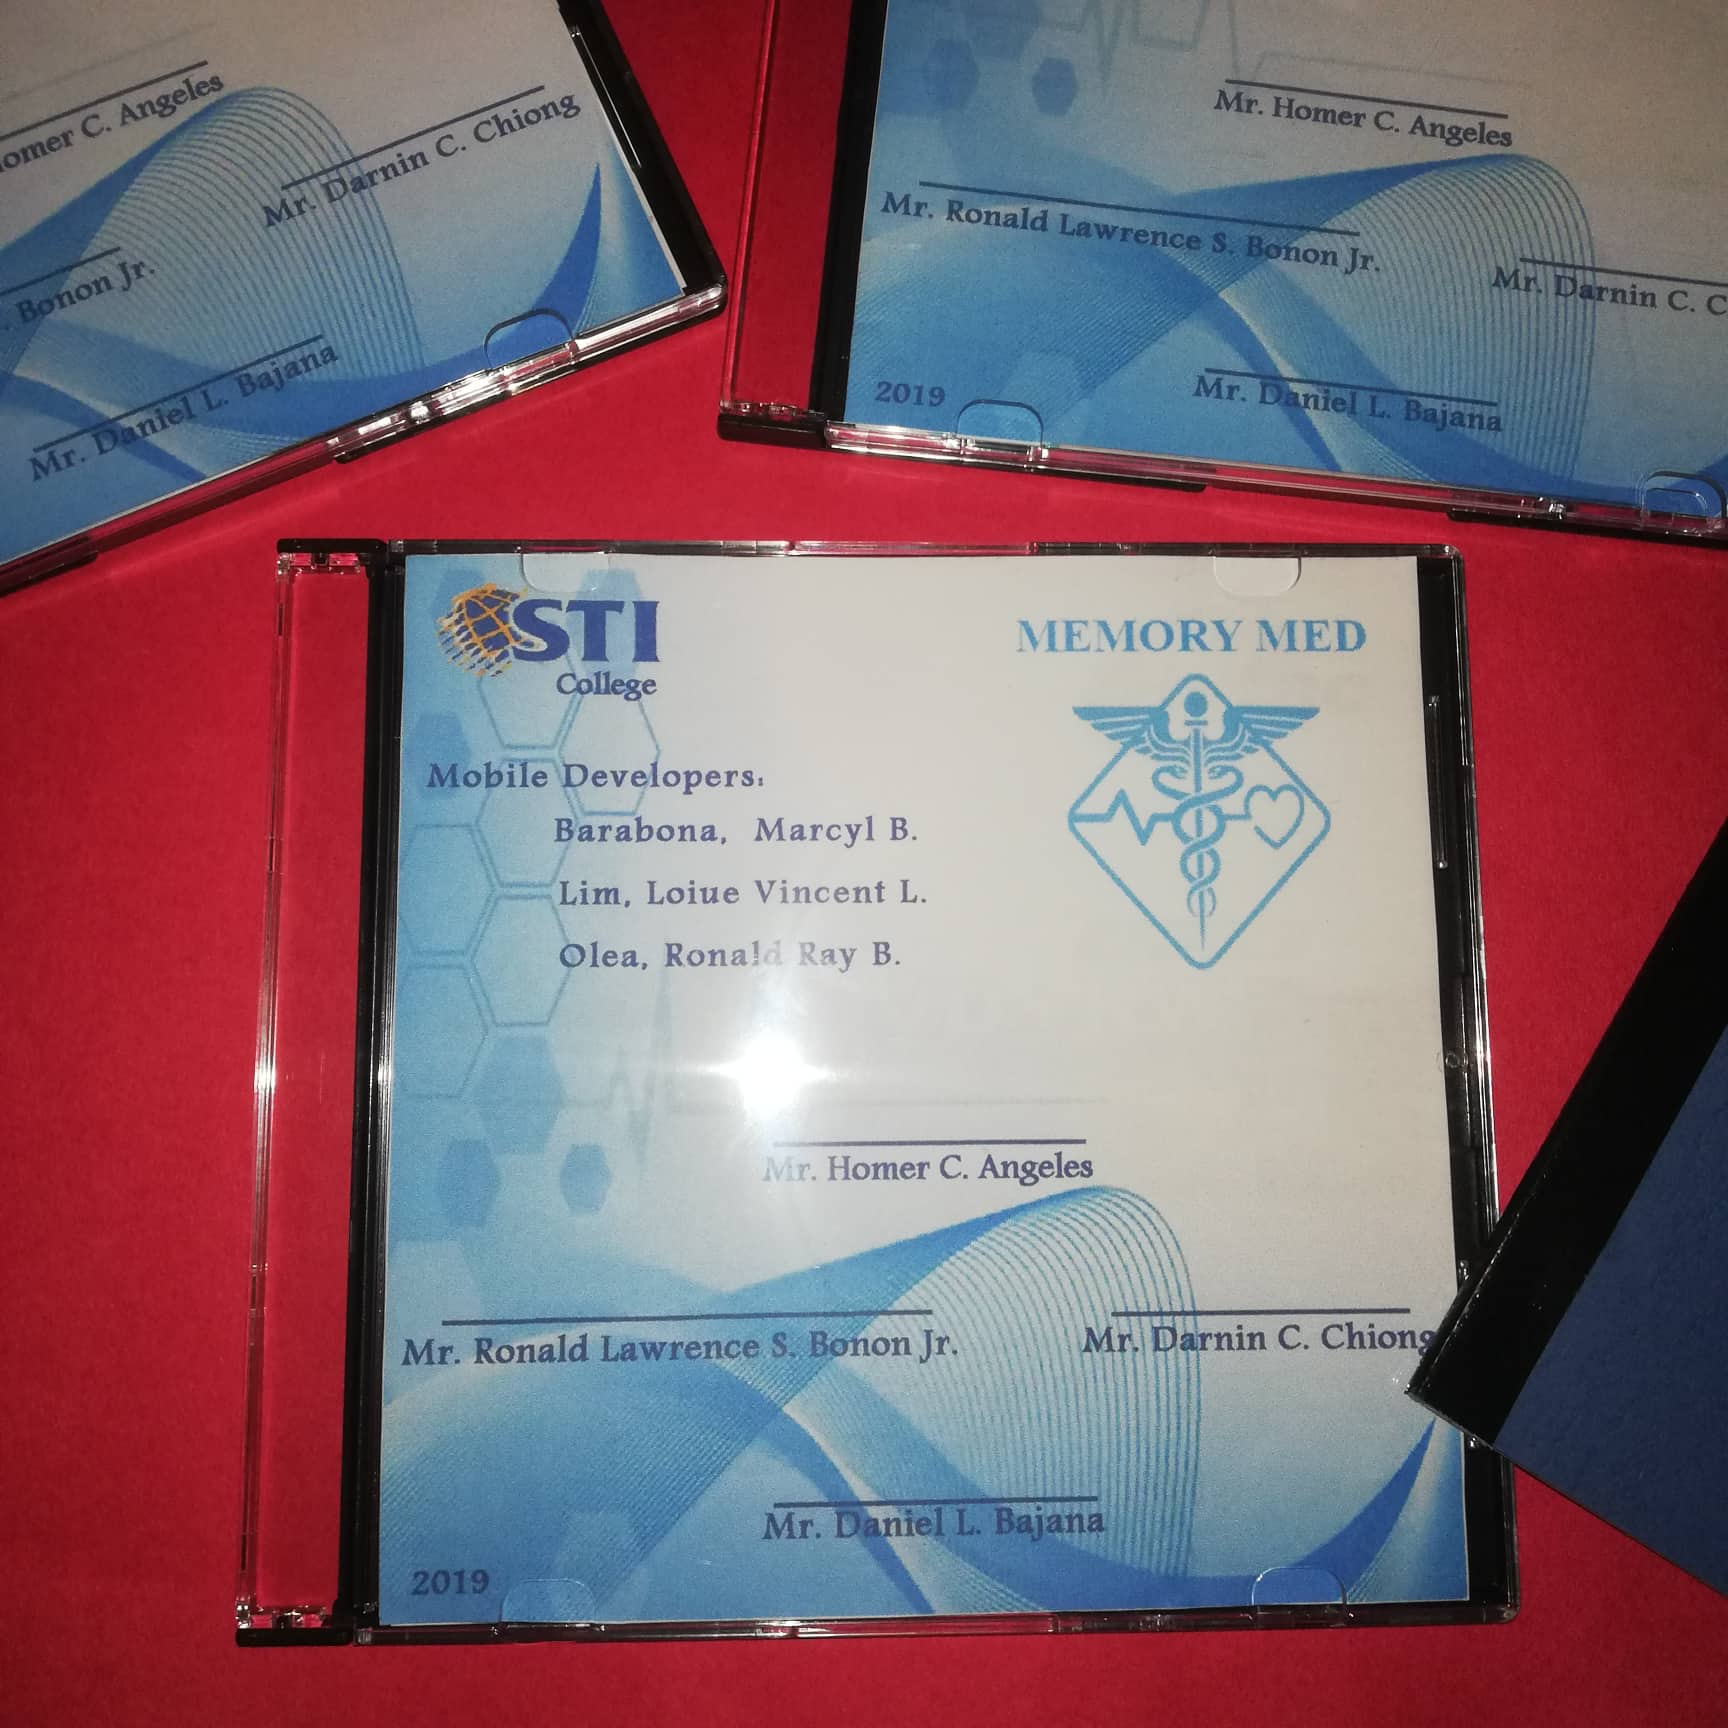 omer C. Angeles
Mr. Darnin C. Chiong
. Bonon Jr.
Mr. Daniel L. Bajana
Mr. Homer C. Angeles
Mr. Ronald Lawrence S. Bonon Jr.
Mr. Darnin C. C
Mr. Daniel L. Bajana
2019
STI
College
MEMORY MED
Mobile Developers:
Barabona, Marcyl B.
Lim, Loiue Vincent L.
Olea, Ronald Ray B.
Mr. Homer C. Angeles
Mr. Ronald Lawrence S. Bonon Jr.
Mr. Darnin C. Chiong
Mr. Daniel L. Bajana
2019